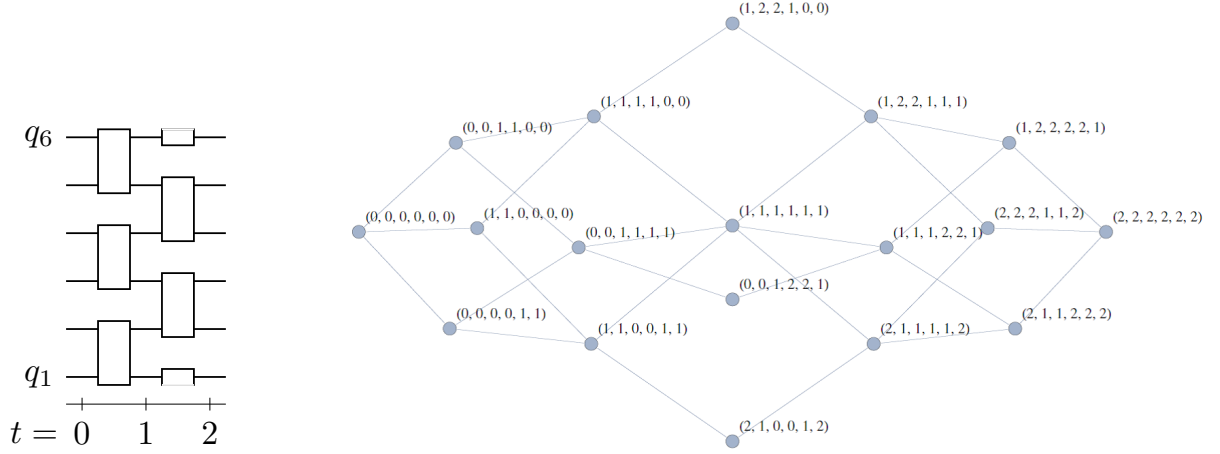 q₆
q₁
t = 0 1 2
(1, 2, 2, 1, 0, 0)
(1, 1, 1, 1, 0, 0)
(1, 2, 2, 1, 1, 1)
(0, 0, 1, 1, 0, 0)
(1, 2, 2, 2, 2, 1)
(0, 0, 0, 0, 0, 0)
(1, 1, 0, 0, 0, 0)
(1, 1, 1, 1, 1, 1)
(2, 2, 2, 1, 1, 2)
(2, 2, 2, 2, 2, 2)
(0, 0, 1, 1, 1, 1)
(1, 1, 1, 2, 2, 1)
(0, 0, 1, 2, 2, 1)
(0, 0, 0, 0, 1, 1)
(1, 1, 0, 0, 1, 1)
(2, 1, 1, 1, 1, 2)
(2, 1, 1, 2, 2, 2)
(2, 1, 0, 0, 1, 2)